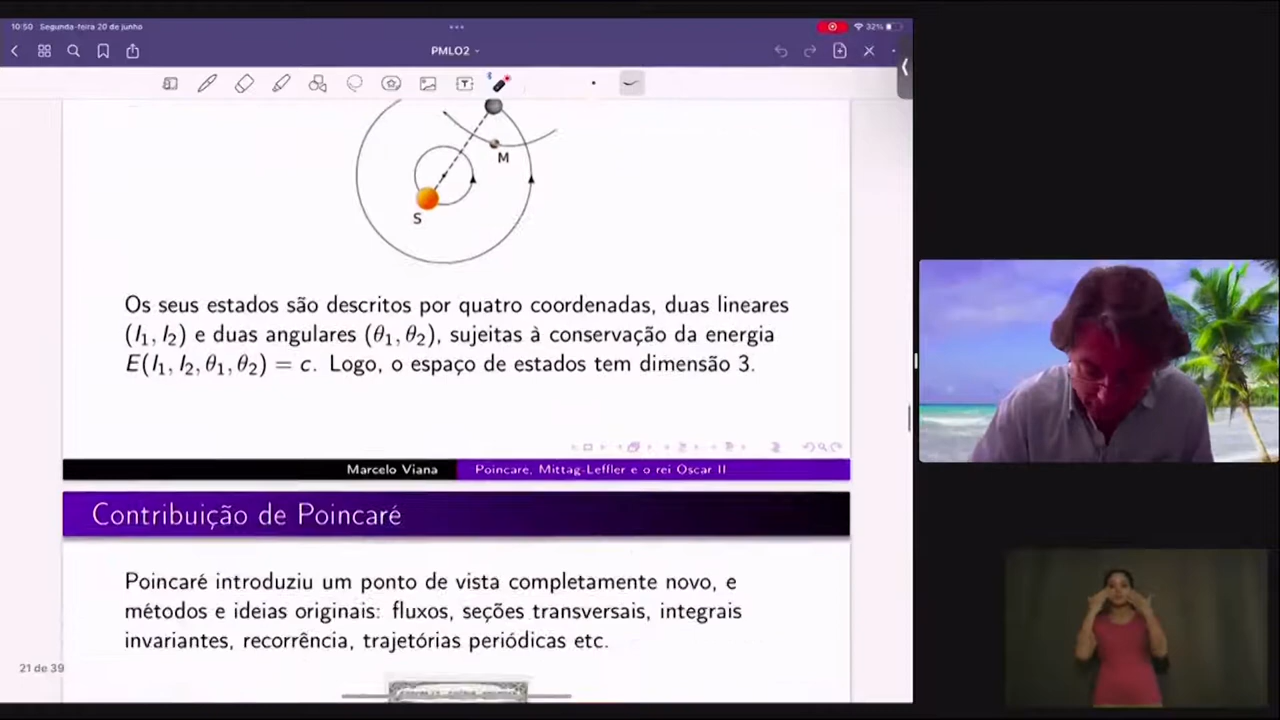 10:50 Segunda-feira 20 de junho
32%
PMLO2
M
S
Os seus estados são descritos por quatro coordenadas, duas lineares
(I₁, I₂) e duas angulares (θ₁, θ₂), sujeitas à conservação da energia
E(I₁, I₂, θ₁, θ₂) = c. Logo, o espaço de estados tem dimensão 3.
Marcelo Viana
Poincare, Mittag-Leffler e o rei Oscar II
Contribuição de Poincaré
Poincaré introduziu um ponto de vista completamente novo, e
métodos e ideias originais: fluxos, seções transversais, integrais
invariantes, recorrência, trajetórias periódicas etc.
21 de 39